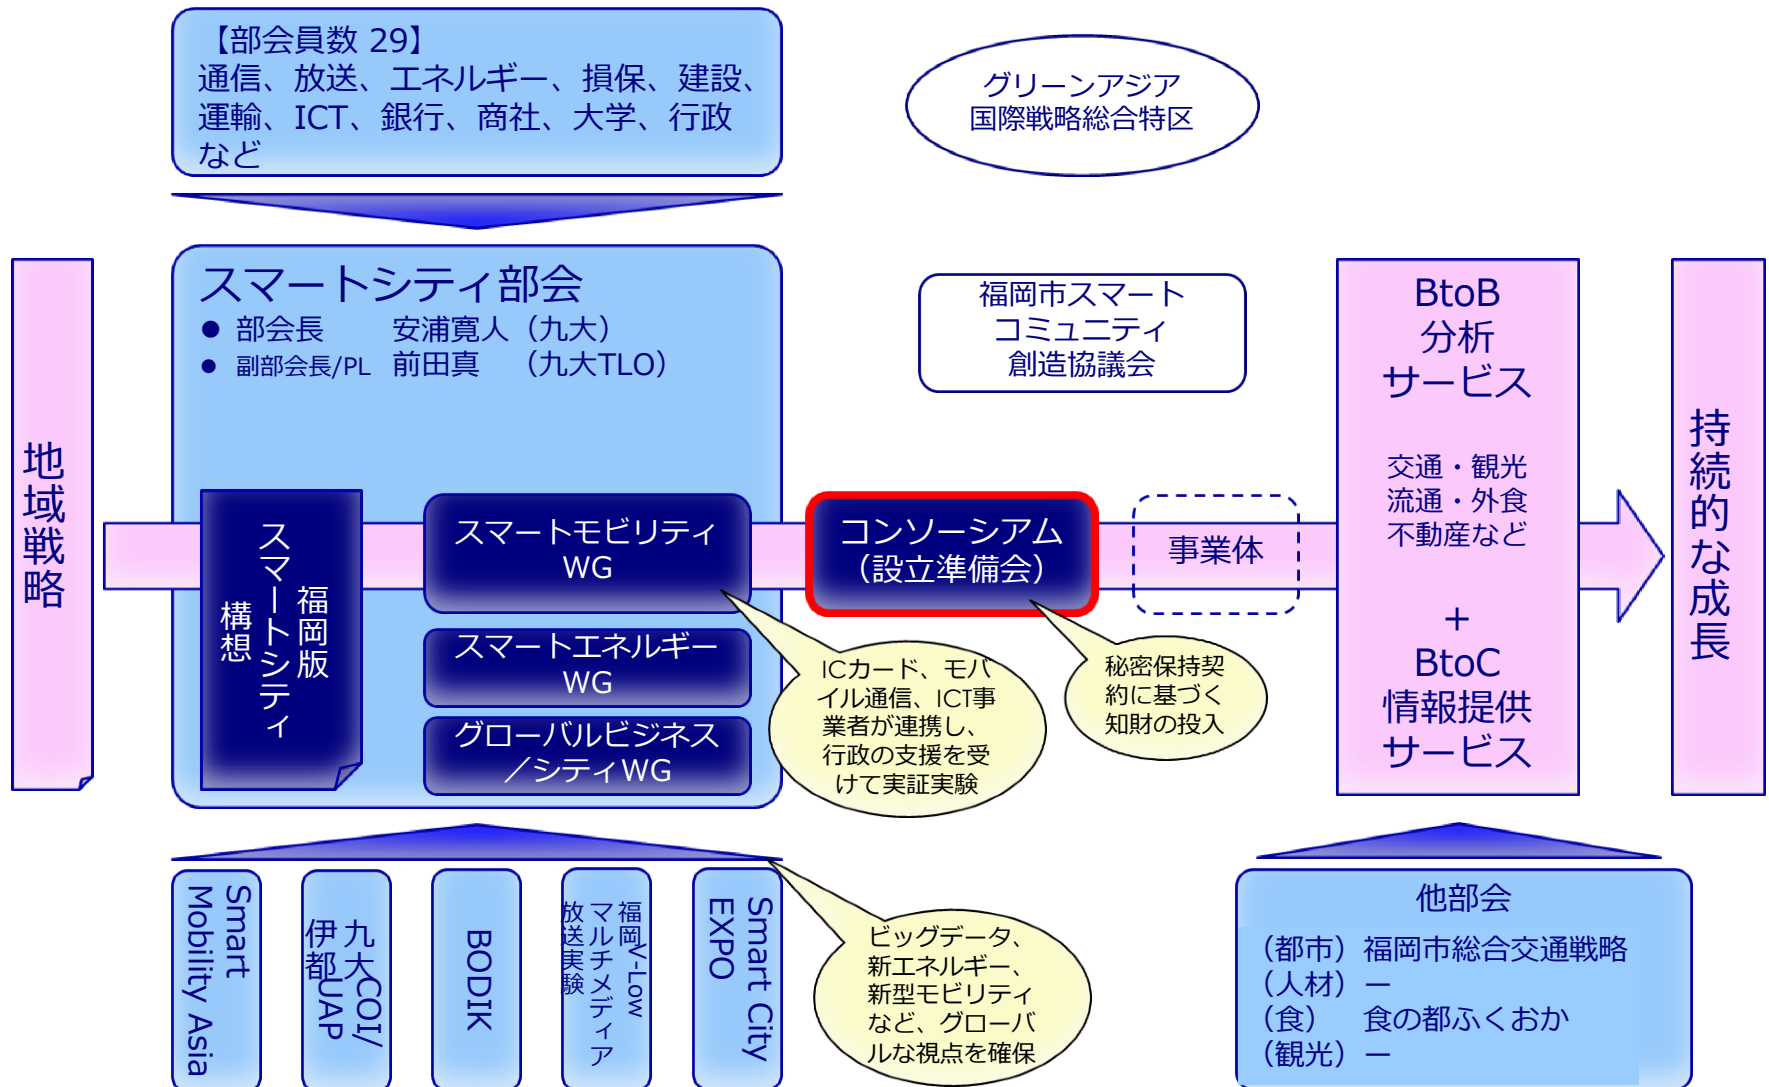 【部会員数 29】
通信、放送、エネルギー、損保、建設、
運輸、ICT、銀行、商社、大学、行政
など
グリーンアジア
国際戦略総合特区
地域戦略
スマートシティ部会
● 部会長 安浦寛人（九大）
● 副部会長/PL 前田真 （九大TLO）
福岡市スマート
コミュニティ
創造協議会
福岡版
スマートシティ
構想
スマートモビリティ
WG
スマートエネルギー
WG
グローバルビジネス
／シティWG
コンソーシアム
（設立準備会）
事業体
ICカード、モバ
イル通信、ICT事
業者が連携し、
行政の支援を受
けて実証実験
秘密保持契
約に基づく
知財の投入
BtoB
分析
サービス
交通・観光
流通・外食
不動産など
+
BtoC
情報提供
サービス
持続的な成長
Smart
Mobility Asia
九大COI/
伊都UAP
BODIK
福岡V-Low
マルチメディア
放送実験
Smart City
EXPO
ビッグデータ、
新エネルギー、
新型モビリティ
など、グローバ
ルな視点を確保
他部会
（都市）福岡市総合交通戦略
（人材）－
（食） 食の都ふくおか
（観光）－